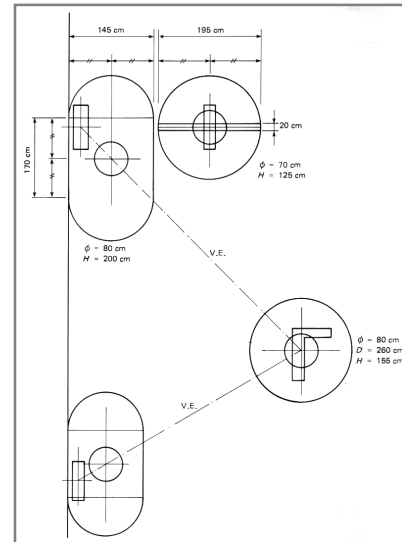 145 cm
195 cm
20 cm
170 cm
ϕ = 70 cm
H = 125 cm
ϕ = 80 cm
H = 200 cm
V.E.
ϕ = 80 cm
D = 260 cm
H = 155 cm
V.E.